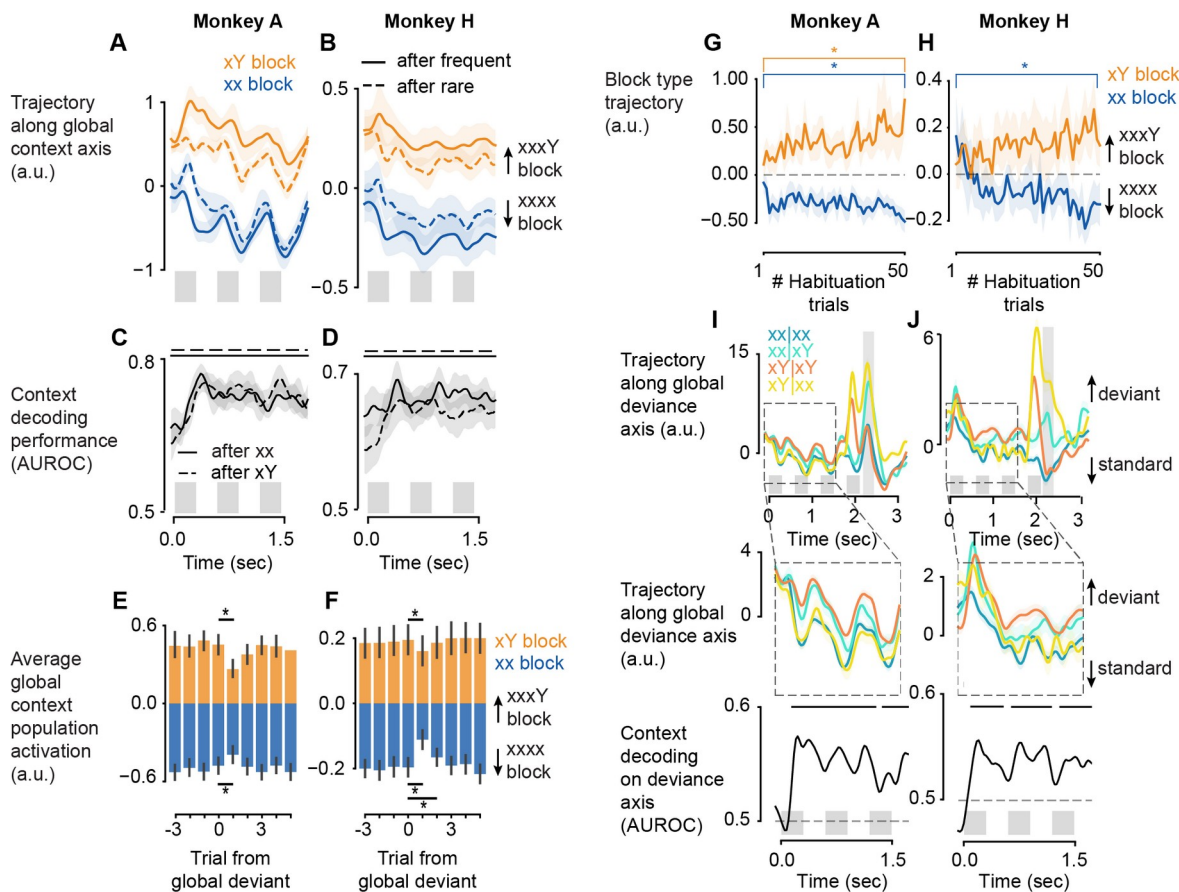 Monkey A
Monkey H
A
B
xY block
xx block
after frequent
after rare
Trajectory
along global
context axis
(a.u.)
1
0
−1
0.5
0.0
−0.5
xxxY
block
xxxx
block
C
D
Context
decoding
performance
(AUROC)
0.8
0.5
0.7
0.5
after xx
after xY
0.0
1.5
Time (sec)
0.0
1.5
Time (sec)
E
F
Average
global
context
population
activation
(a.u.)
0.6
0.0
−0.6
*
*
0.2
0.0
−0.2
*
*
*
xY block
xx block
xxxY
block
xxxx
block
-3
0
3
Trial from
global deviant
-3
0
3
Trial from
global deviant
Monkey A
Monkey H
G
H
Block type
trajectory
(a.u.)
*
*
*
1.00
0.50
0.00
−0.50
0.4
0.2
0.0
−0.2
xY block
xx block
xxxY
block
xxxx
block
1
50
# Habituation
trials
1
50
# Habituation
trials
I
J
xx|xx
xx|xY
xY|xY
xY|xx
Trajectory
along global
deviance
axis (a.u.)
15
0
6
0
deviant
standard
0
1
2
3
Time (sec)
0
1
2
3
Time (sec)
Trajectory
along global
deviance axis
(a.u.)
4
0
2
0
deviant
standard
Context
decoding
on deviance
axis
(AUROC)
0.6
0.5
0.6
0.5
0.0
1.5
Time (sec)
0.0
1.5
Time (sec)